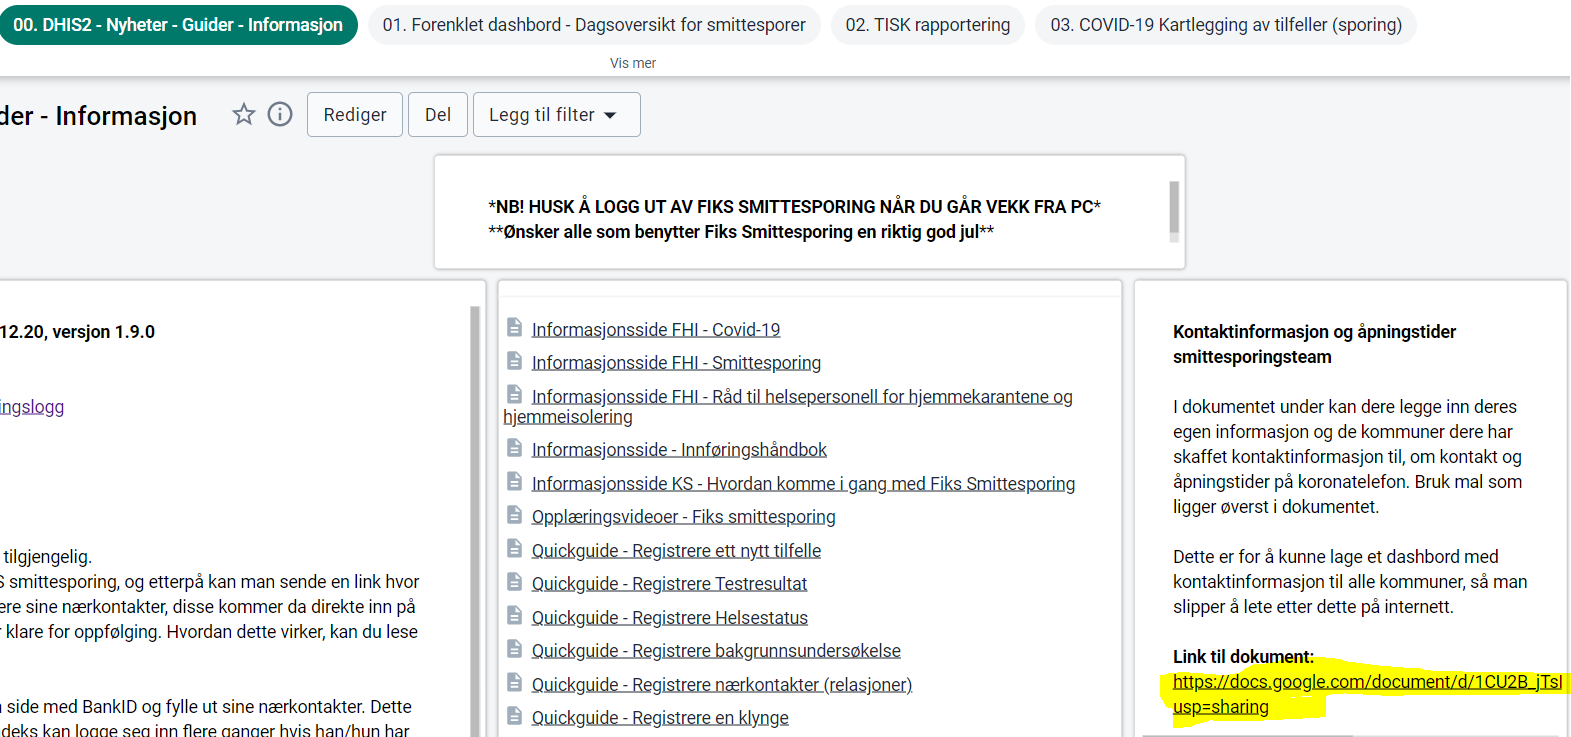 00. DHIS2 - Nyheter - Guider - Informasjon
01. Forenklet dashbord - Dagsoversikt for smittesporer
02. TISK rapportering
03. COVID-19 Kartlegging av tilfeller (sporing)
Vis mer
der - Informasjon
Rediger
Del
Legg til filter
*NB! HUSK Å LOGG UT AV FIKS SMITTESPORING NÅR DU GÅR VEKK FRA PC*
**Ønsker alle som benytter Fiks Smittesporing en riktig god jul**
12.20, versjon 1.9.0
ingslogg
tilgjengelig.
S smittesporing, og etterpå kan man sende en link hvor
ere sine nærkontakter, disse kommer da direkte inn på
r klare for oppfølging. Hvordan dette virker, kan du lese
n side med BankID og fylle ut sine nærkontakter. Dette
ndeks kan logge seg inn flere ganger hvis han/hun har
Informasjonsside FHI - Covid-19
Informasjonsside FHI - Smittesporing
Informasjonsside FHI - Råd til helsepersonell for hjemmekarantene og
hjemmeisolering
Informasjonsside - Innføringshåndbok
Informasjonsside KS - Hvordan komme i gang med Fiks Smittesporing
Opplæringsvideoer - Fiks smittesporing
Quickguide - Registrere ett nytt tilfelle
Quickguide - Registrere Testresultat
Quickguide - Registrere Helsestatus
Quickguide - Registrere bakgrunnsundersøkelse
Quickguide - Registrere nærkontakter (relasjoner)
Quickguide - Registrere en klynge
Kontaktinformasjon og åpningstider
smittesporingsteam
I dokumentet under kan dere legge inn deres
egen informasjon og de kommuner dere har
skaffet kontaktinformasjon til, om kontakt og
åpningstider på koronatelefon. Bruk mal som
ligger øverst i dokumentet.
Dette er for å kunne lage et dashbord med
kontaktinformasjon til alle kommuner, så man
slipper å lete etter dette på internett.
Link til dokument:
https://docs.google.com/document/d/1CU2B_jTsI
usp=sharing